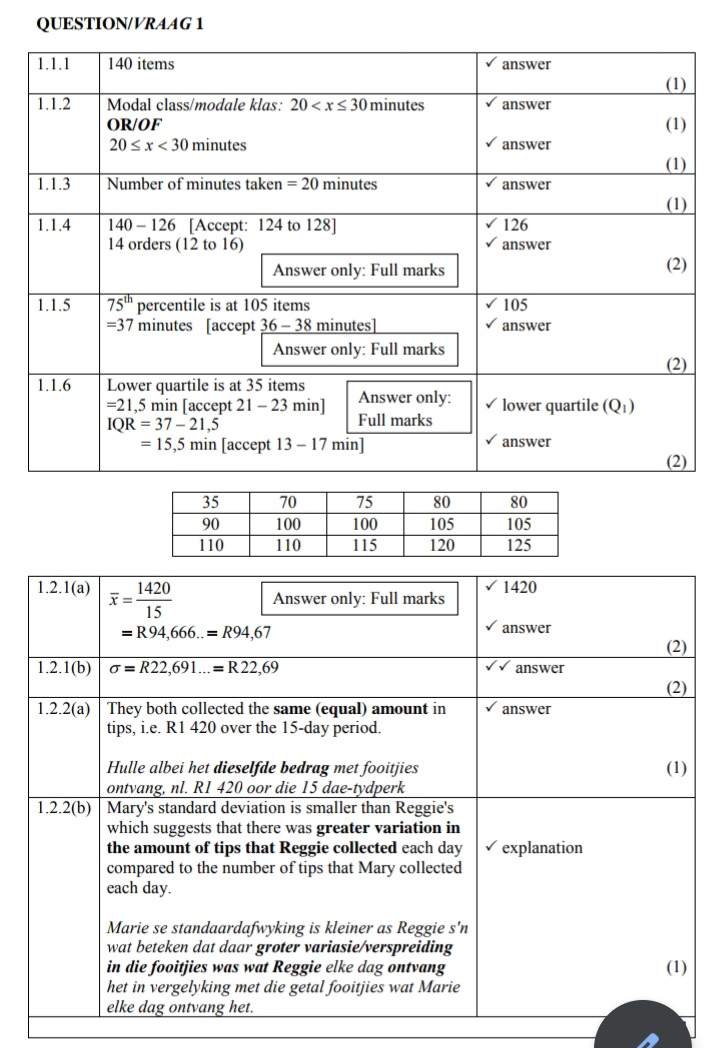 QUESTION/VRAAG 1
1.1.1 140 items ✓ answer
(1)
1.1.2 Modal class/modale klas: 20 < x ≤ 30 minutes ✓ answer
OR/OF (1)
20 ≤ x < 30 minutes ✓ answer
(1)
1.1.3 Number of minutes taken = 20 minutes ✓ answer
(1)
1.1.4 140 – 126 [Accept: 124 to 128] ✓ 126
14 orders (12 to 16) ✓ answer
Answer only: Full marks (2)
1.1.5 75th percentile is at 105 items ✓ 105
=37 minutes [accept 36 – 38 minutes] ✓ answer
Answer only: Full marks
(2)
1.1.6 Lower quartile is at 35 items
=21,5 min [accept 21 – 23 min] Answer only: ✓ lower quartile (Q₁)
IQR = 37 – 21,5 Full marks
= 15,5 min [accept 13 – 17 min] ✓ answer
(2)
35 70 75 80 80
90 100 100 105 105
110 110 115 120 125
1.2.1(a) x̅ = 1420/15 Answer only: Full marks ✓ 1420
= R94,666.. = R94,67 ✓ answer
(2)
1.2.1(b) σ = R22,691... = R22,69 ✓✓ answer
(2)
1.2.2(a) They both collected the same (equal) amount in ✓ answer
tips, i.e. R1 420 over the 15-day period.
Hulle albei het dieselfde bedrag met fooitjies (1)
ontvang, nl. R1 420 oor die 15 dae-tydperk
1.2.2(b) Mary's standard deviation is smaller than Reggie's
which suggests that there was greater variation in
the amount of tips that Reggie collected each day ✓ explanation
compared to the number of tips that Mary collected
each day.
Marie se standaardafwyking is kleiner as Reggie s'n
wat beteken dat daar groter variasie/verspreiding
in die fooitjies was wat Reggie elke dag ontvang (1)
het in vergelyking met die getal fooitjies wat Marie
elke dag ontvang het.